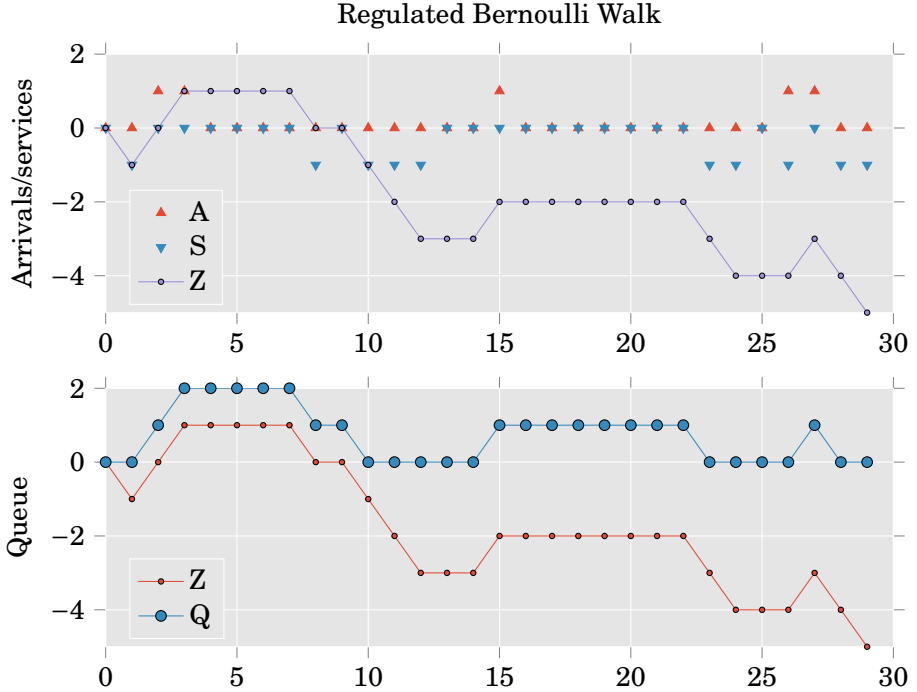 Regulated Bernoulli Walk
Arrivals/services
2
0
−2
−4
A
S
Z
0 5 10 15 20 25 30
Queue
2
0
−2
−4
Z
Q
0 5 10 15 20 25 30